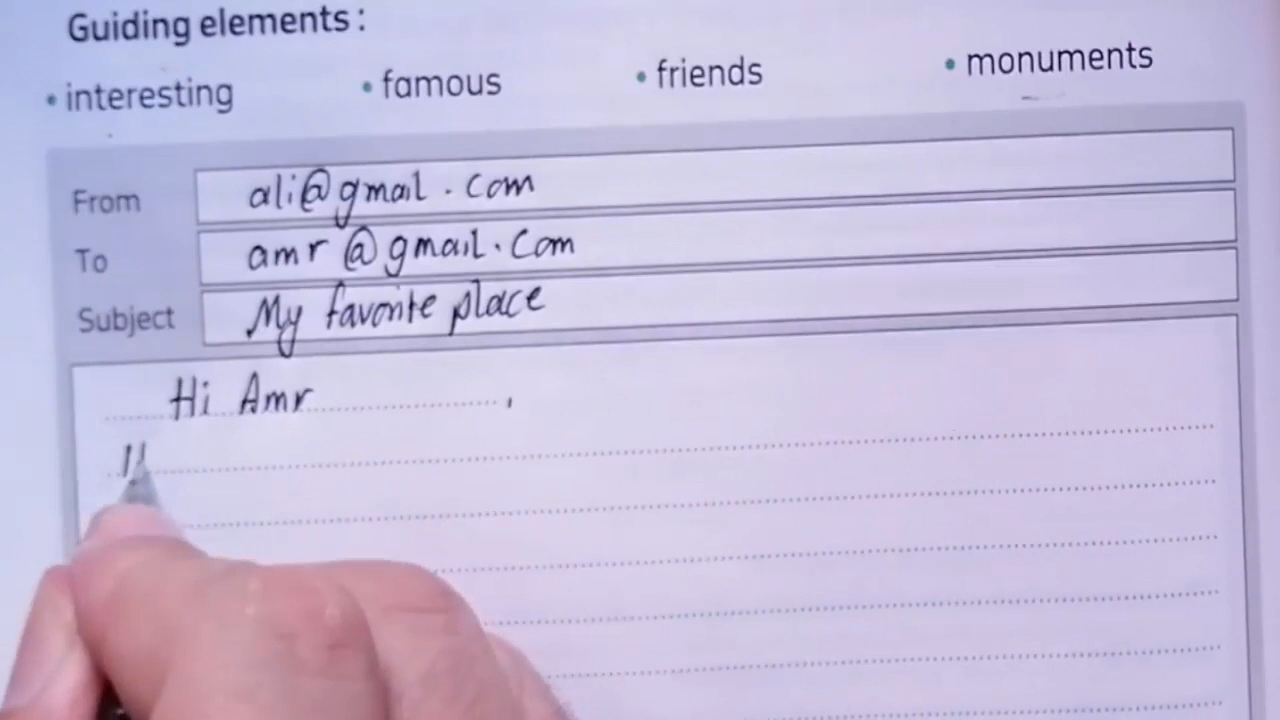 Guiding elements :
• interesting • famous • friends • monuments
From ali@gmail.com
To amr@gmail.com
Subject My favorite place
Hi Amr ,